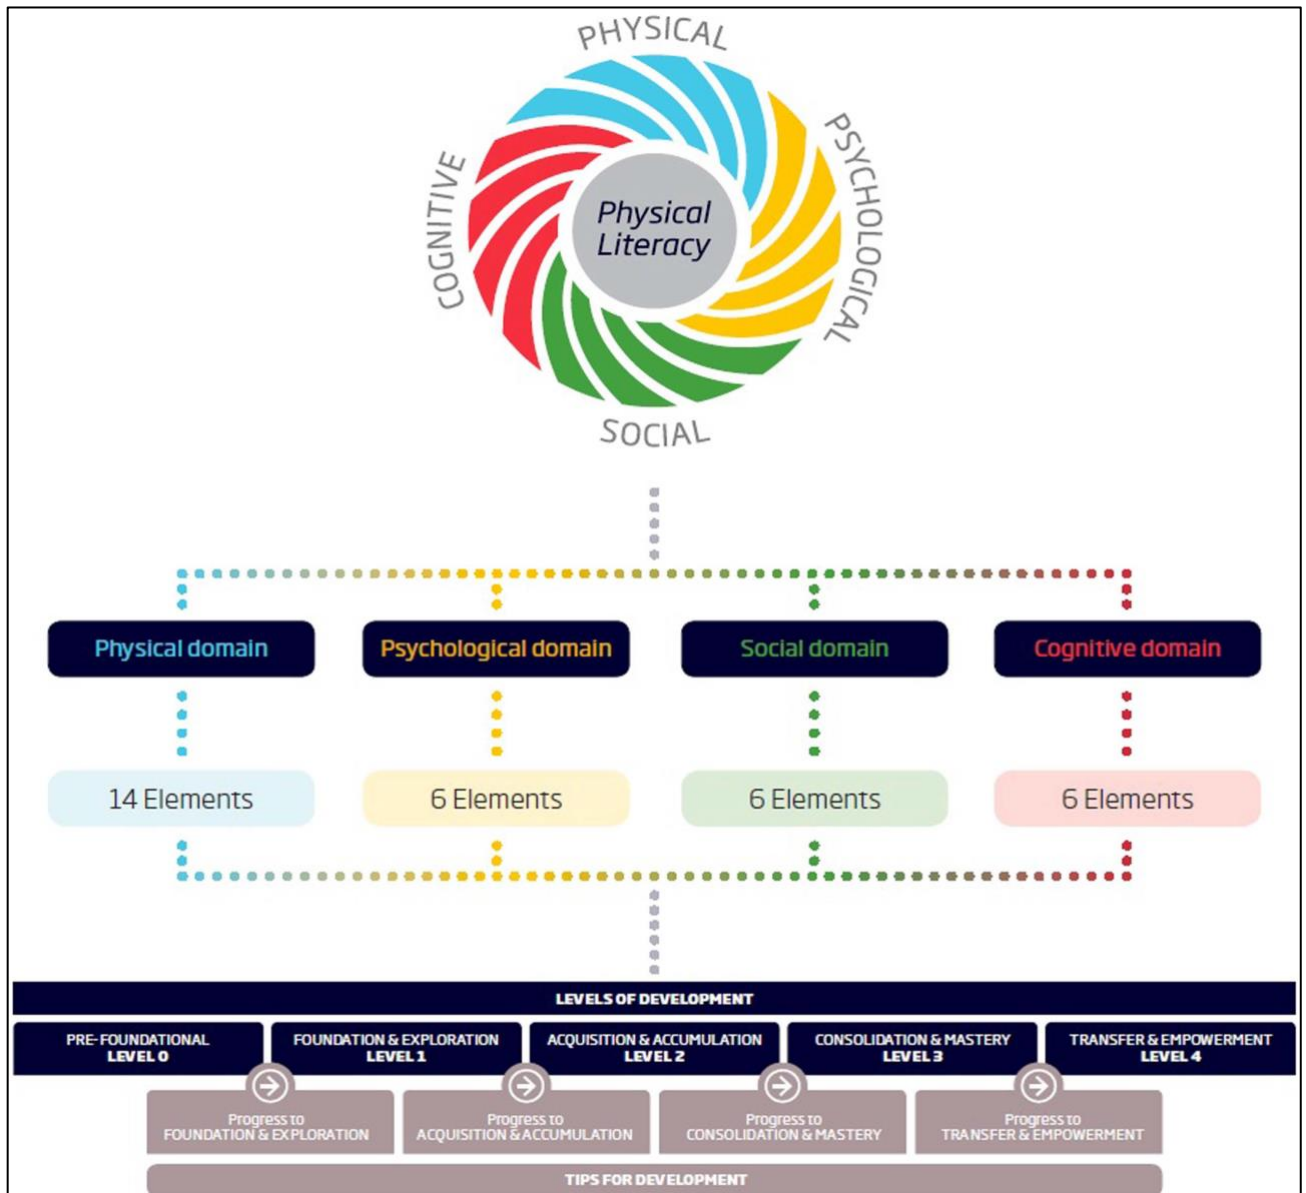 PHYSICAL
PSYCHOLOGICAL
COGNITIVE
Physical
Literacy
SOCIAL
Physical domain
Psychological domain
Social domain
Cognitive domain
14 Elements
6 Elements
6 Elements
6 Elements
LEVELS OF DEVELOPMENT
PRE-FOUNDATIONAL
LEVEL 0
FOUNDATION & EXPLORATION
LEVEL 1
ACQUISITION & ACCUMULATION
LEVEL 2
CONSOLIDATION & MASTERY
LEVEL 3
TRANSFER & EMPOWERMENT
LEVEL 4
Progress to
FOUNDATION & EXPLORATION
Progress to
ACQUISITION & ACCUMULATION
Progress to
CONSOLIDATION & MASTERY
Progress to
TRANSFER & EMPOWERMENT
TIPS FOR DEVELOPMENT